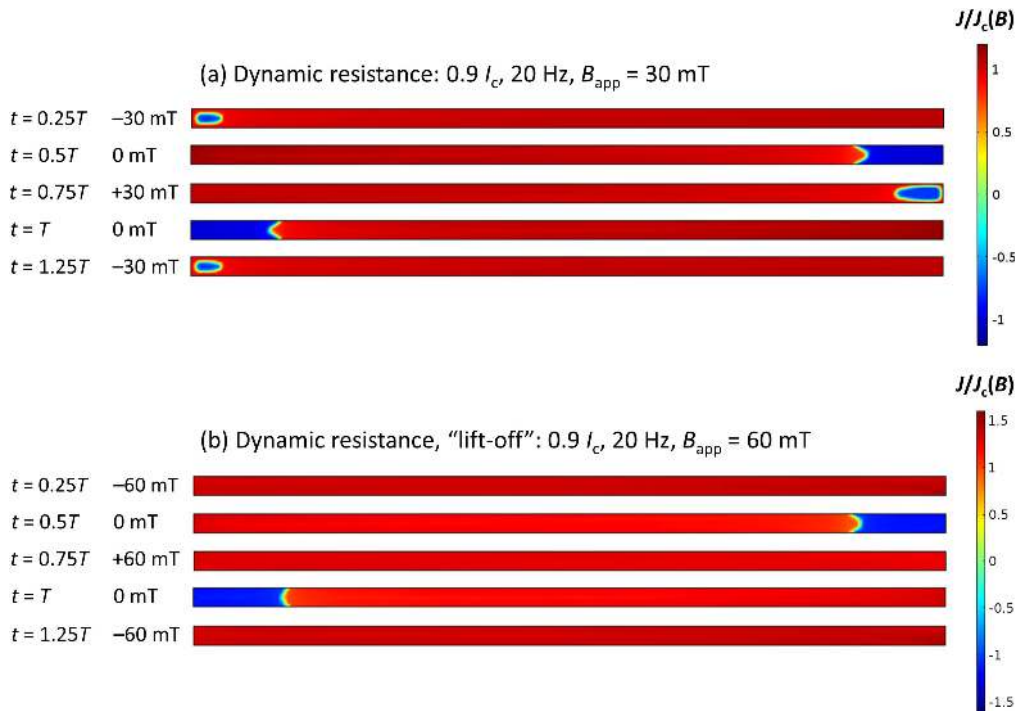 J/Jc(B)
(a) Dynamic resistance: 0.9 Ic, 20 Hz, Bapp = 30 mT
1
0.5
0
-0.5
-1
t = 0.25T −30 mT
t = 0.5T 0 mT
t = 0.75T +30 mT
t = T 0 mT
t = 1.25T −30 mT
J/Jc(B)
(b) Dynamic resistance, “lift-off”: 0.9 Ic, 20 Hz, Bapp = 60 mT
1.5
1
0.5
0
-0.5
-1
-1.5
t = 0.25T −60 mT
t = 0.5T 0 mT
t = 0.75T +60 mT
t = T 0 mT
t = 1.25T −60 mT